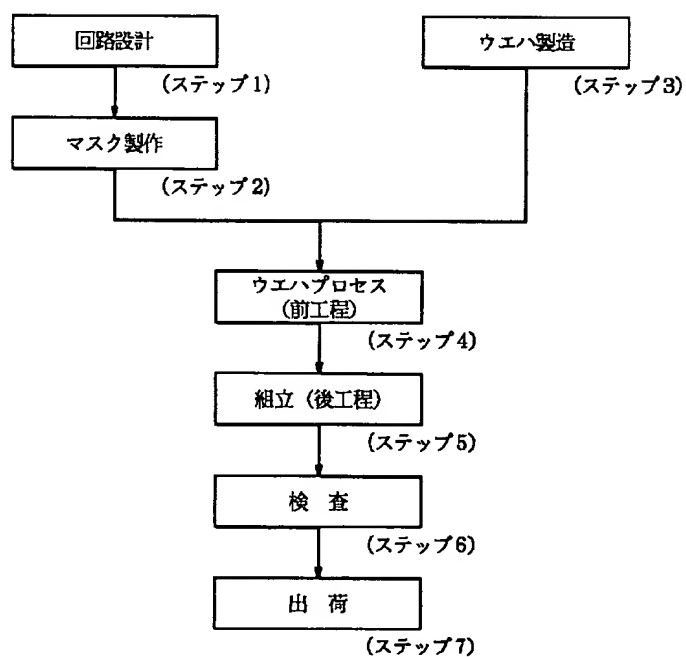 回路設計
(ステップ1)
マスク製作
(ステップ2)
ウエハ製造
(ステップ3)
ウエハプロセス
(前工程)
(ステップ4)
組立(後工程)
(ステップ5)
検 査
(ステップ6)
出 荷
(ステップ7)